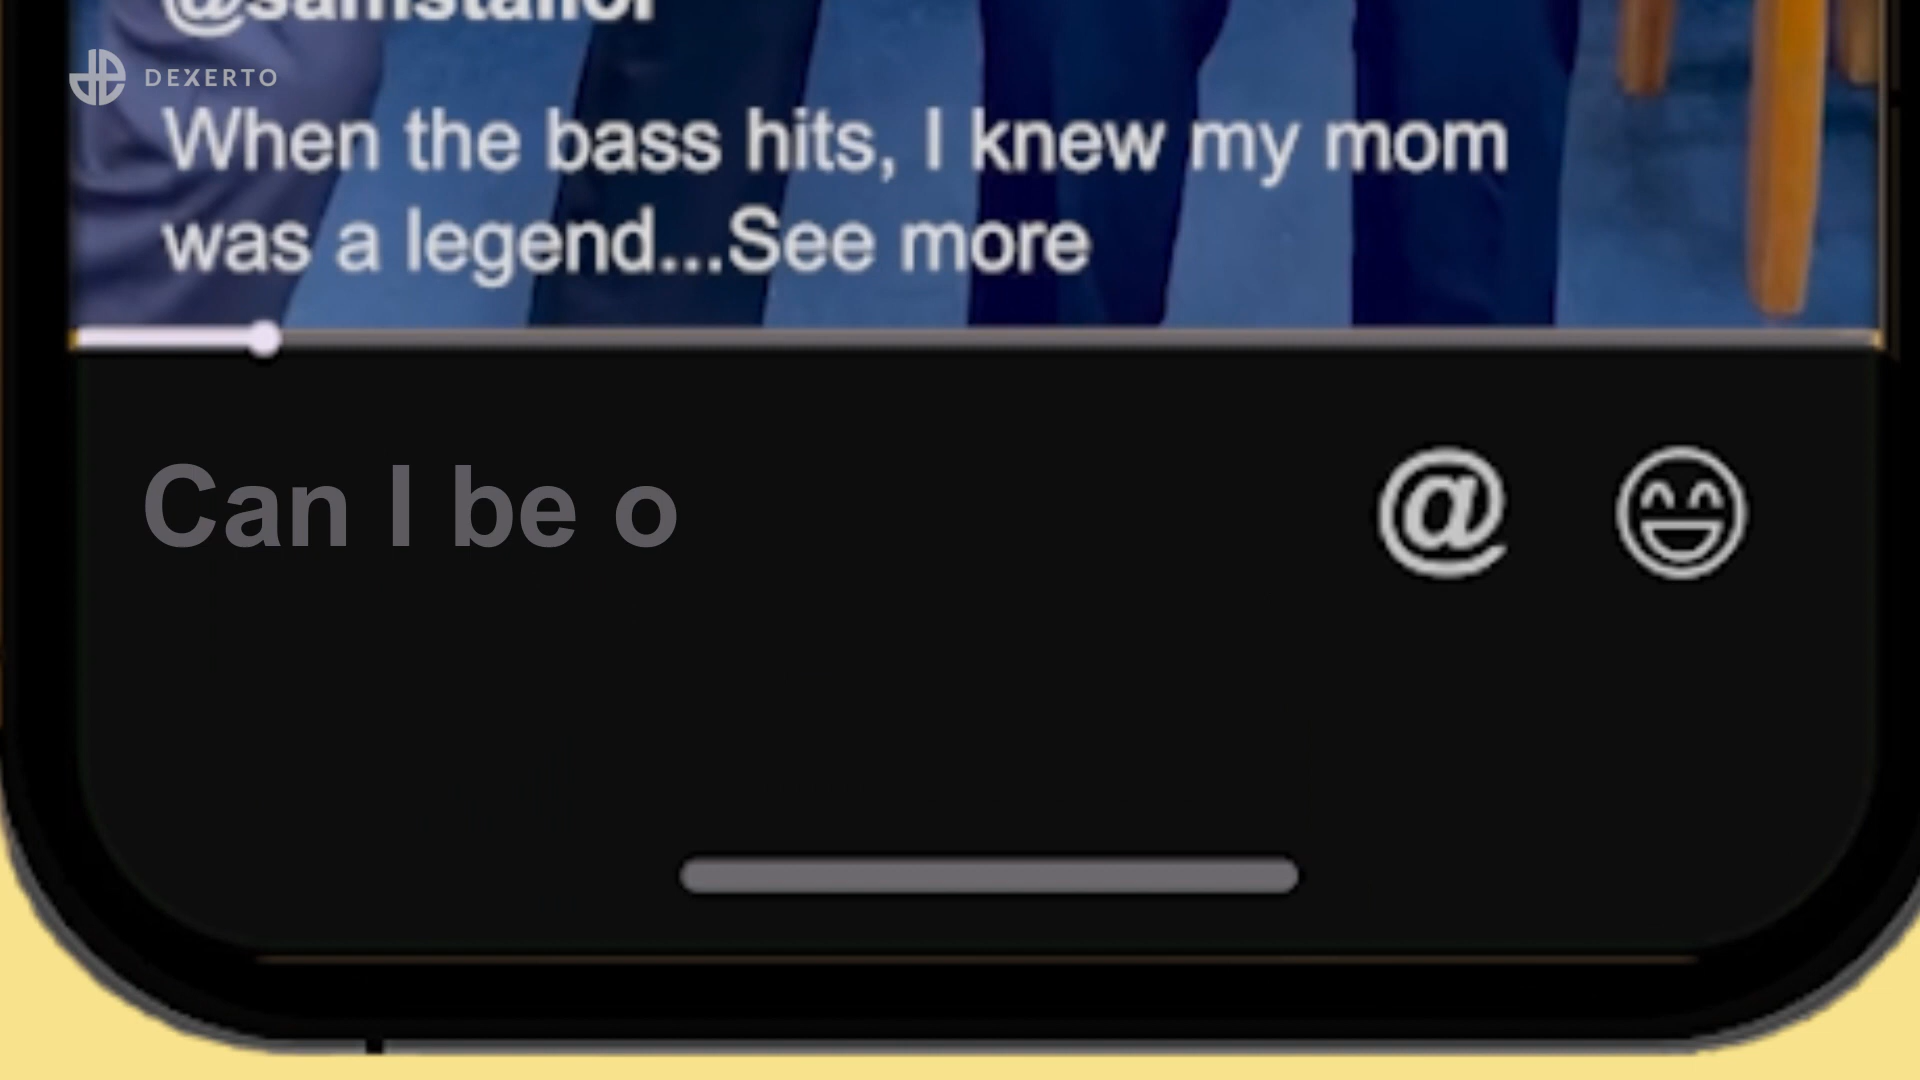 DEXERTO
When the bass hits, I knew my mom
was a legend...See more
Can I be o
@